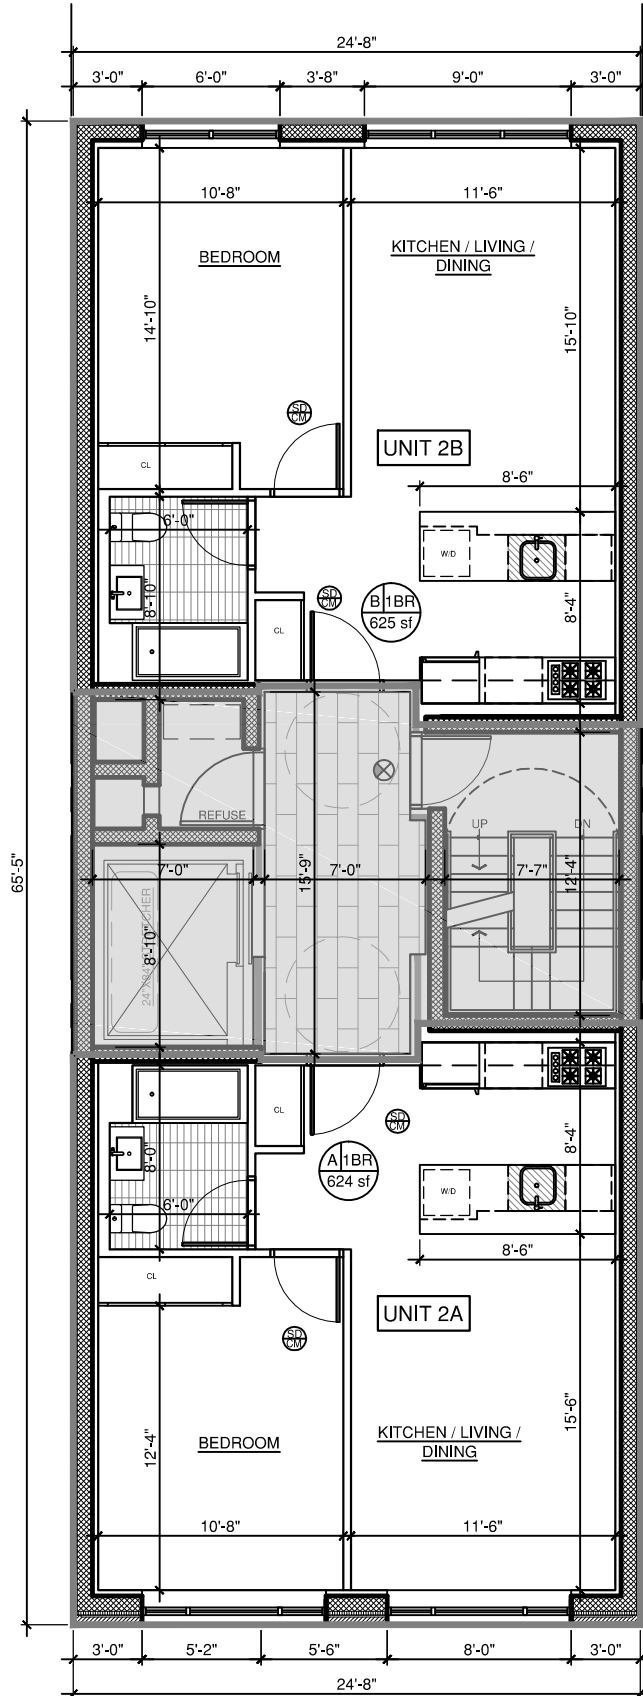 24'-8"
3'-0" 6'-0" 3'-8" 9'-0" 3'-0"
10'-8" 11'-6"
BEDROOM
KITCHEN / LIVING /
DINING
14'-10"
15'-10"
SD
CM
UNIT 2B
CL
8'-6"
6'-0"
W/D
8'-10"
SD
CM
B 1BR
625 sf
8'-4"
CL
REFUSE
UP DN
65'-5"
7'-0" 15'-9" 7'-0" 7'-7" 12'-4"
8'-10"
CL
SD
CM
8'-4"
8'-0"
A 1BR
624 sf
W/D
6'-0"
8'-6"
CL
UNIT 2A
SD
CM
15'-6"
12'-4"
BEDROOM
KITCHEN / LIVING /
DINING
10'-8" 11'-6"
3'-0" 5'-2" 5'-6" 8'-0" 3'-0"
24'-8"